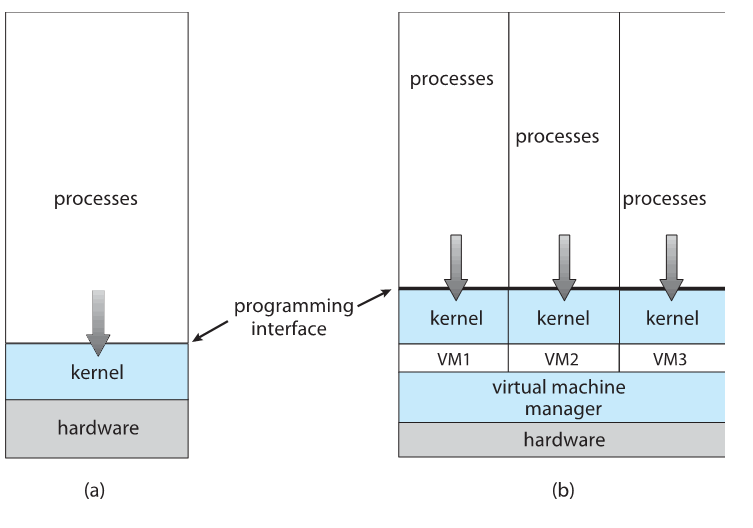 processes
kernel
hardware
(a)
programming
interface
processes
processes
processes
kernel
kernel
kernel
VM1
VM2
VM3
virtual machine
manager
hardware
(b)